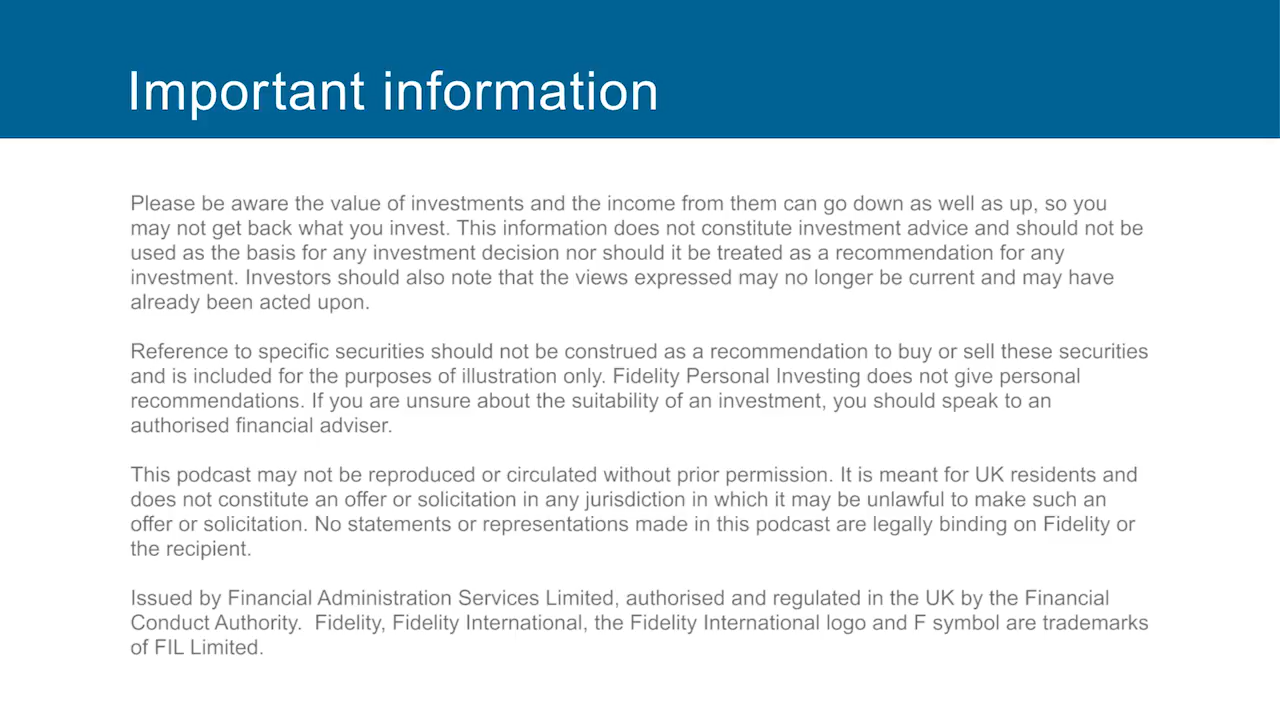 Important information
Please be aware the value of investments and the income from them can go down as well as up, so you
may not get back what you invest. This information does not constitute investment advice and should not be
used as the basis for any investment decision nor should it be treated as a recommendation for any
investment. Investors should also note that the views expressed may no longer be current and may have
already been acted upon.
Reference to specific securities should not be construed as a recommendation to buy or sell these securities
and is included for the purposes of illustration only. Fidelity Personal Investing does not give personal
recommendations. If you are unsure about the suitability of an investment, you should speak to an
authorised financial adviser.
This podcast may not be reproduced or circulated without prior permission. It is meant for UK residents and
does not constitute an offer or solicitation in any jurisdiction in which it may be unlawful to make such an
offer or solicitation. No statements or representations made in this podcast are legally binding on Fidelity or
the recipient.
Issued by Financial Administration Services Limited, authorised and regulated in the UK by the Financial
Conduct Authority.  Fidelity, Fidelity International, the Fidelity International logo and F symbol are trademarks
of FIL Limited.